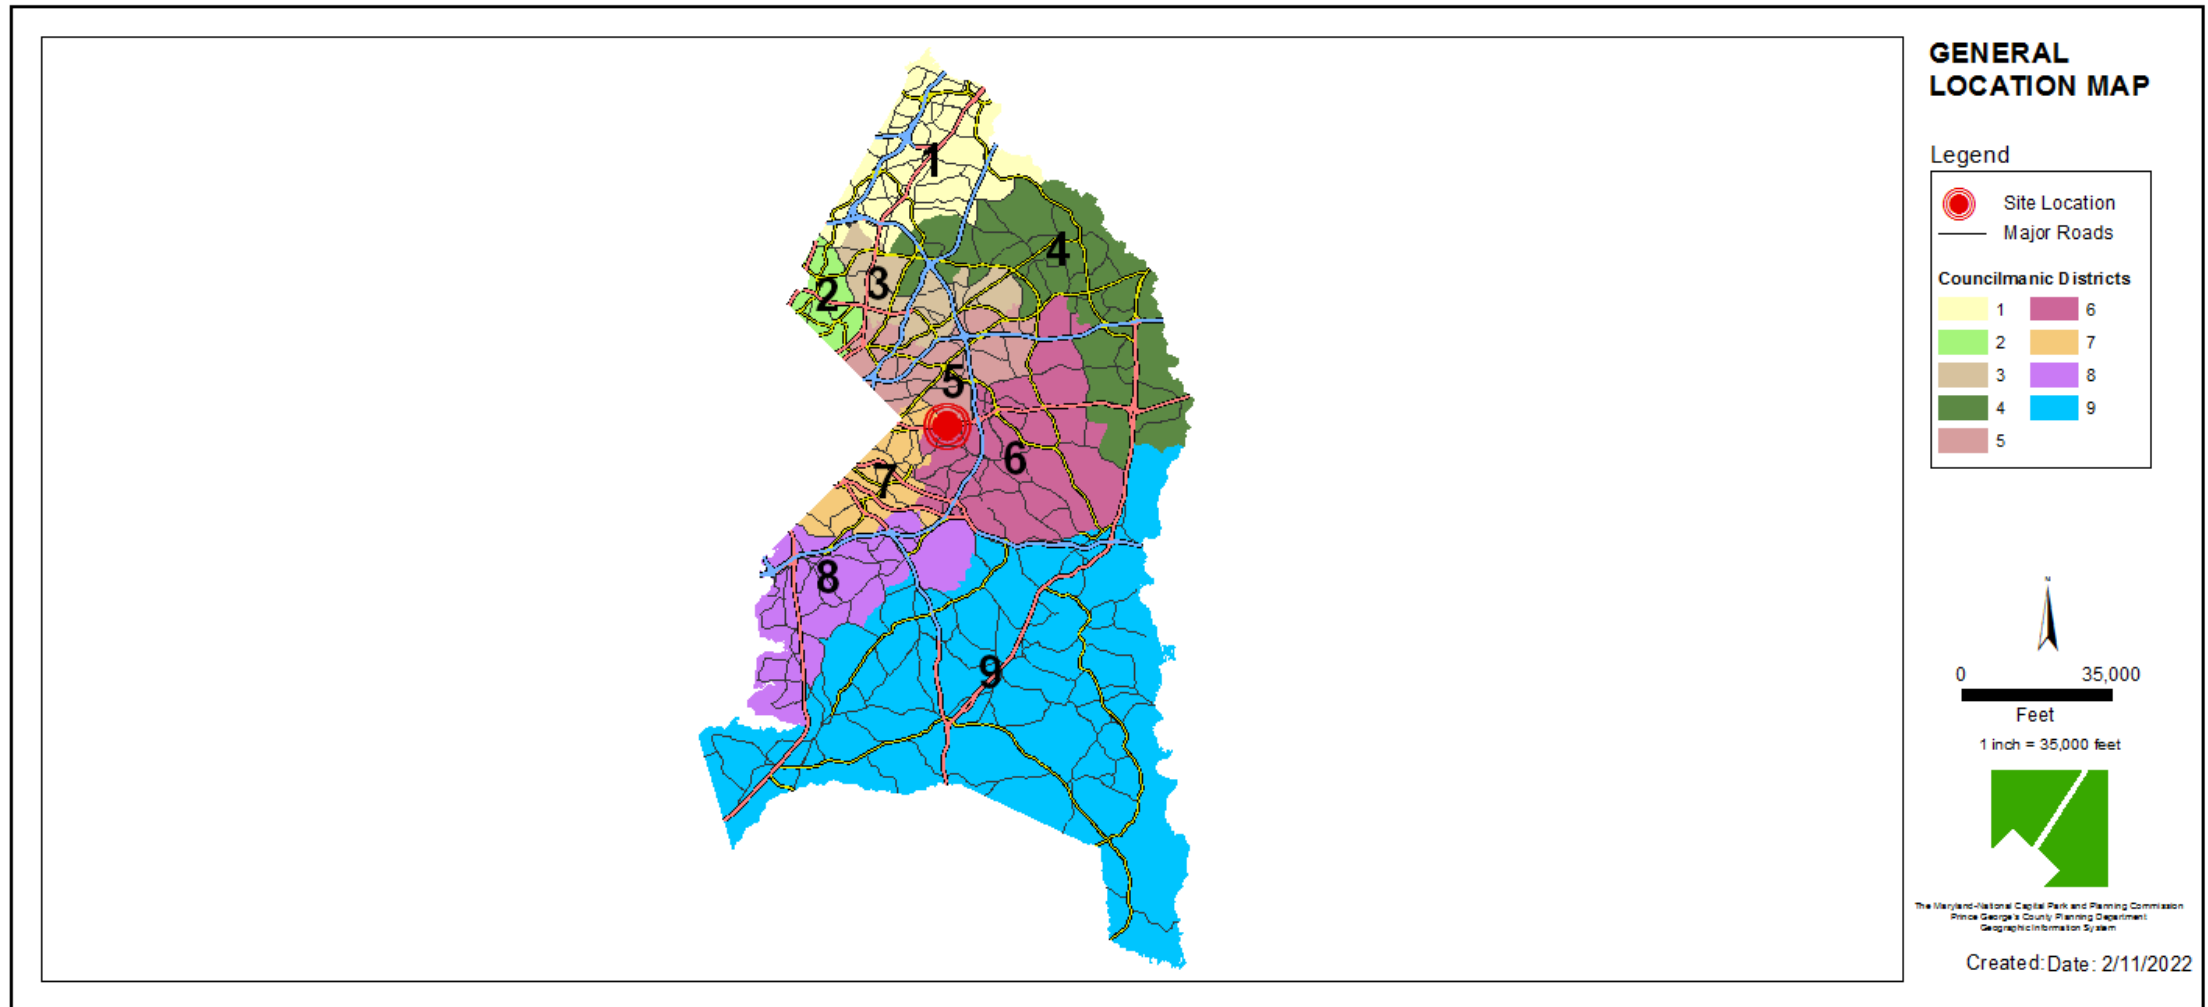 GENERAL
LOCATION MAP
Legend
Site Location
Major Roads
Councilmanic Districts
1 6
2 7
3 8
4 9
5
1
4
3
2
5
6
7
8
9
N
0 35,000
Feet
1 inch = 35,000 feet
The Maryland-National Capital Park and Planning Commission
Prince George's County Planning Department
Geographic Information System
Created: Date: 2/11/2022